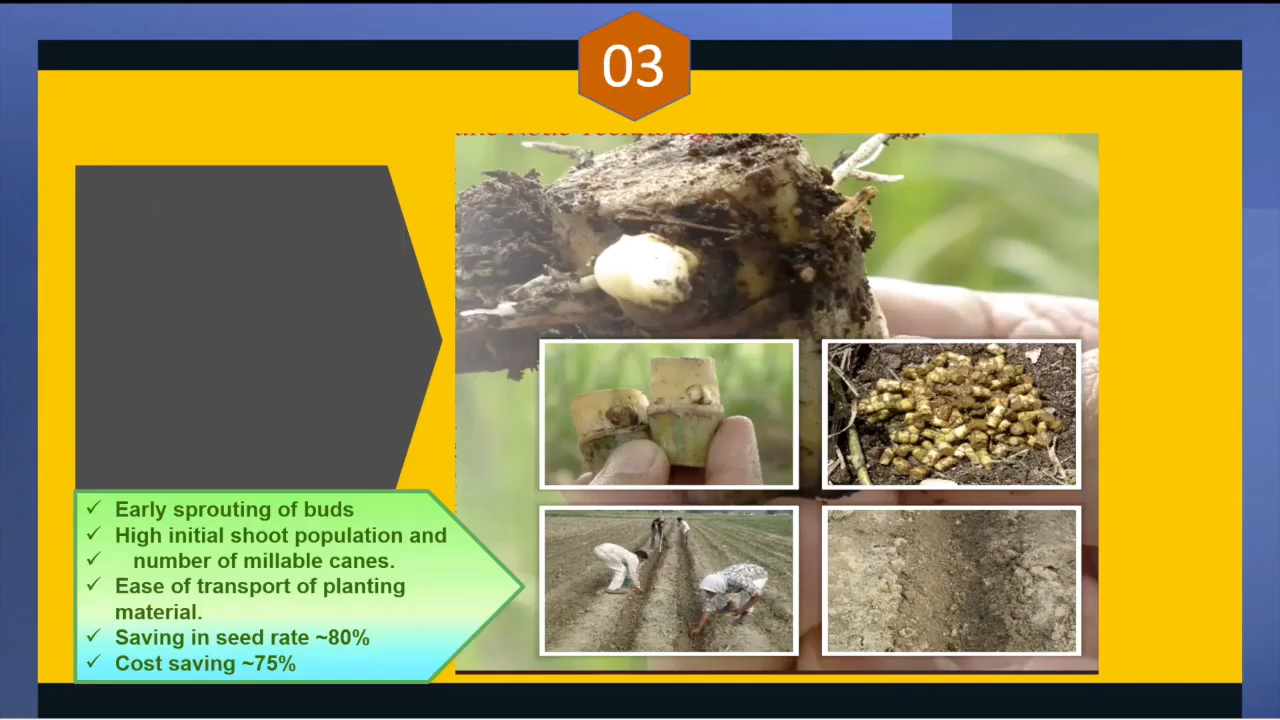 03
✓ Early sprouting of buds
✓ High initial shoot population and
✓ number of millable canes.
✓ Ease of transport of planting
material.
✓ Saving in seed rate ~80%
✓ Cost saving ~75%